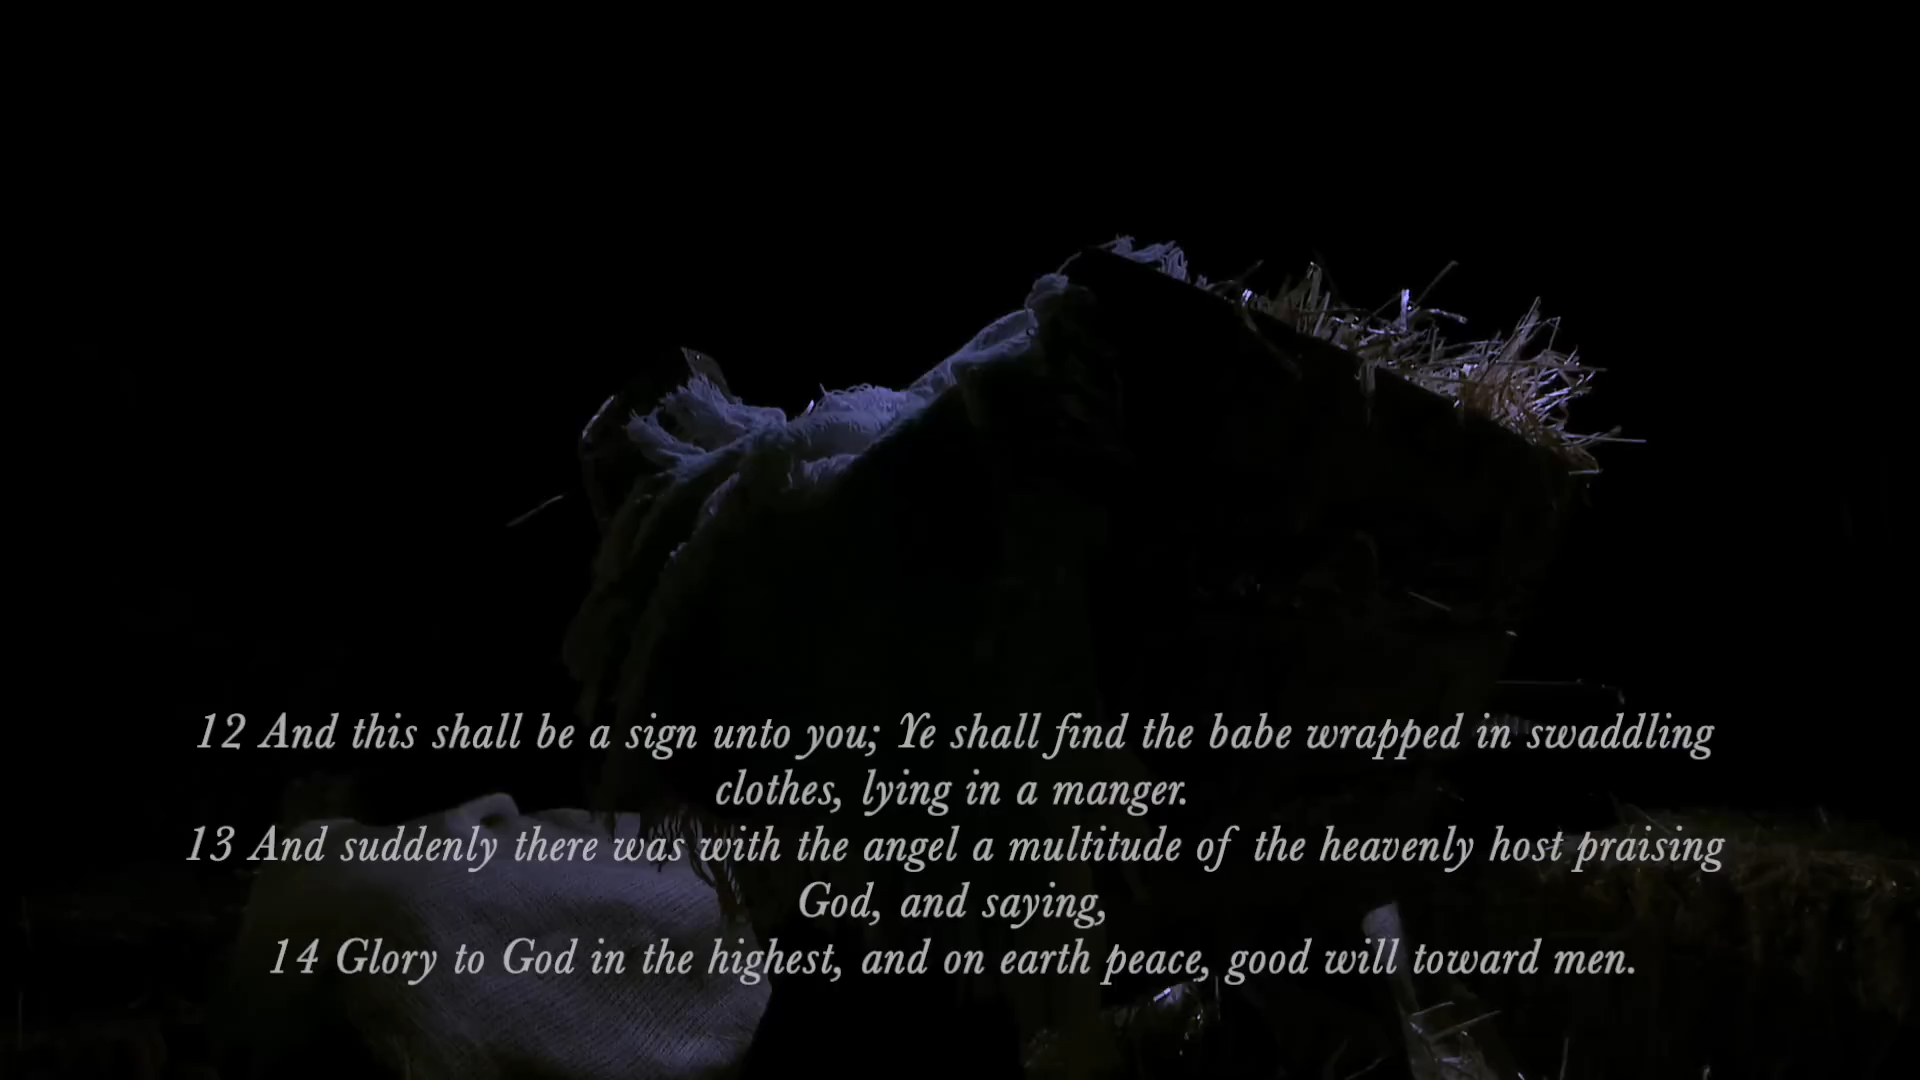 12 And this shall be a sign unto you; Ye shall find the babe wrapped in swaddling
clothes, lying in a manger.
13 And suddenly there was with the angel a multitude of the heavenly host praising
God, and saying,
14 Glory to God in the highest, and on earth peace, good will toward men.